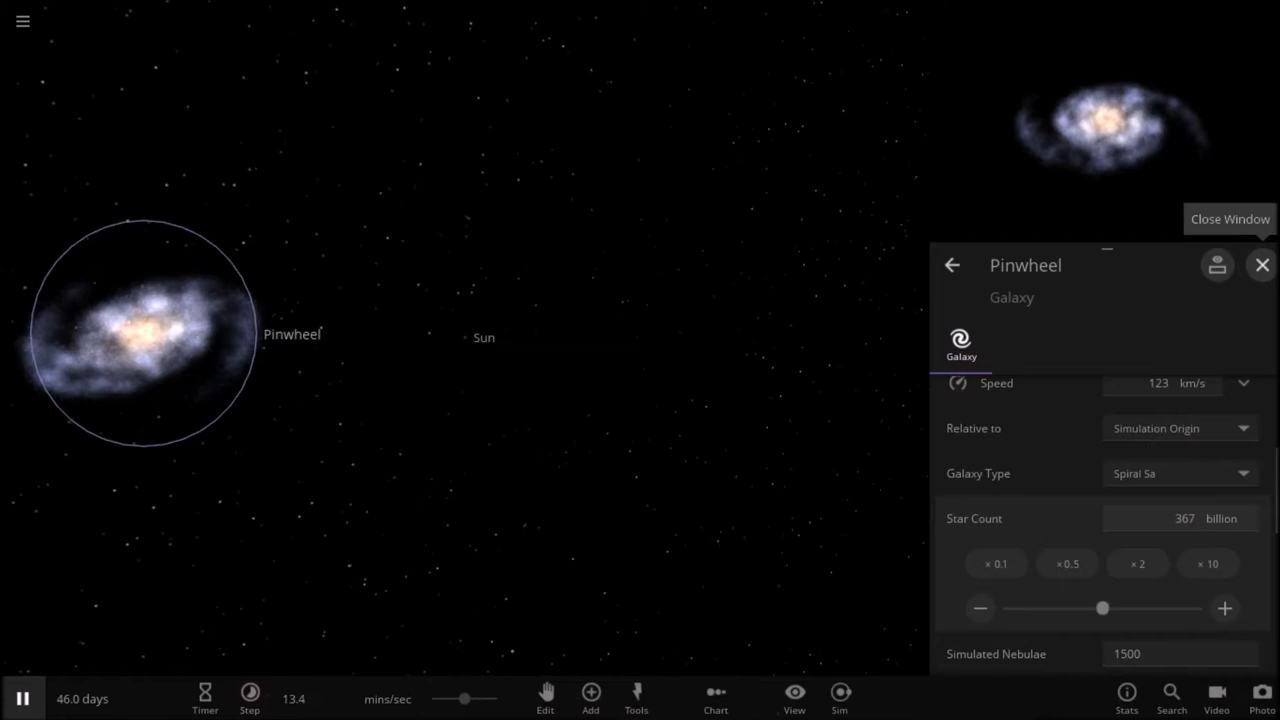 Close Window
Pinwheel
Galaxy
Galaxy
Speed 123 km/s
Relative to Simulation Origin
Galaxy Type Spiral Sa
Star Count 367 billion
× 0.1 × 0.5 × 2 × 10
Simulated Nebulae 1500
Pinwheel
Sun
46.0 days Timer Step 13.4 mins/sec Edit Add Tools Chart View Sim Stats Search Video Photo